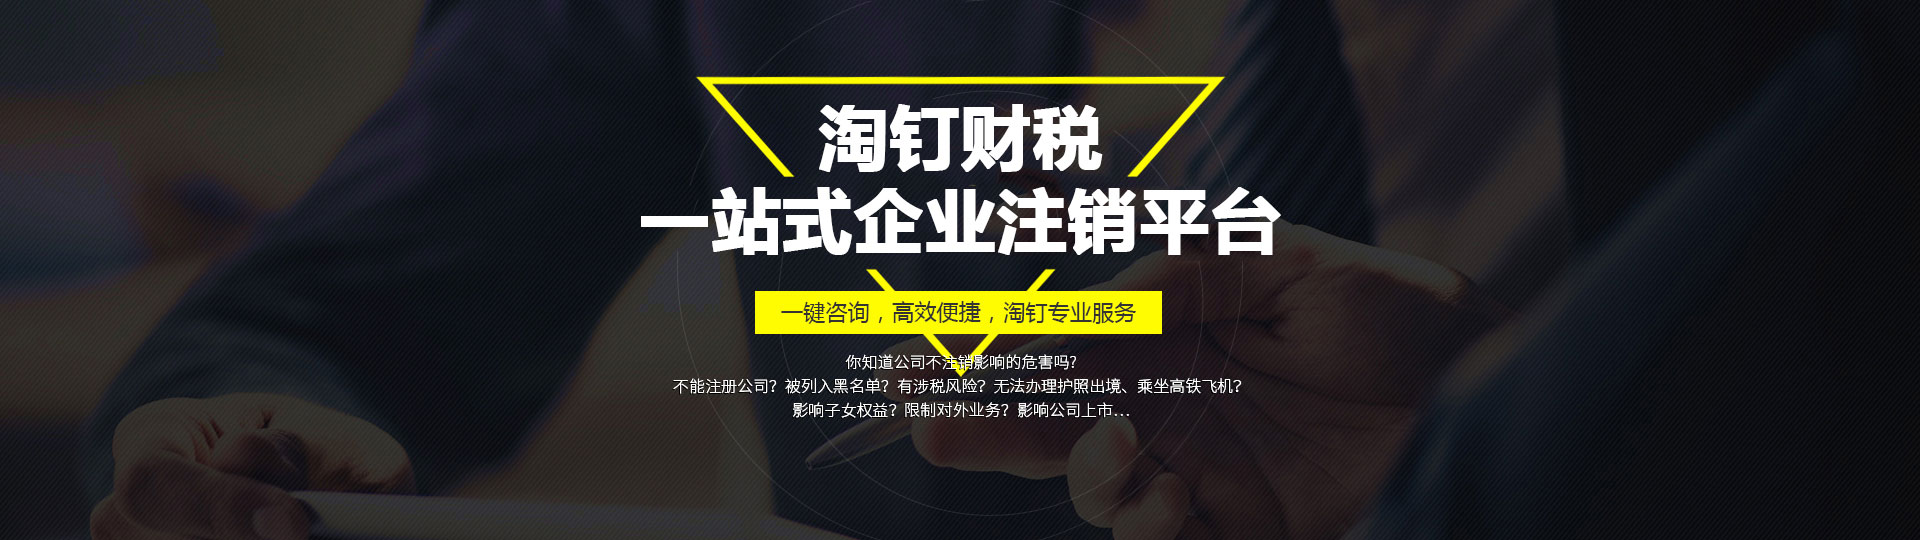 淘钉财税
一站式企业注销平台
一键咨询，高效便捷，淘钉专业服务
你知道公司不注销影响的危害吗?
不能注册公司? 被列入黑名单? 有涉税风险? 无法办理护照出境、乘坐高铁飞机?
影响子女权益? 限制对外业务? 影响公司上市…